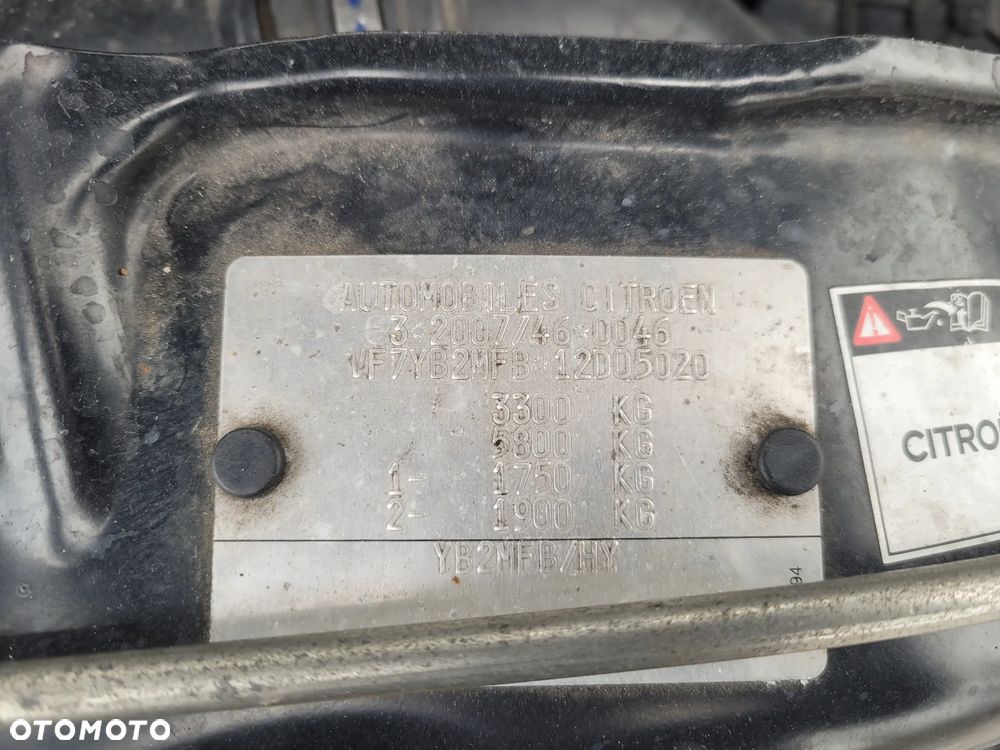 AUTOMOBILES CITROEN
e3 2007/46 0046
VF7YB2MFB 12D05020
3300 KG
5800 KG
1- 1750 KG
2- 1900 KG
YB2MFB/HY
94
CITRO
OTOMOTO